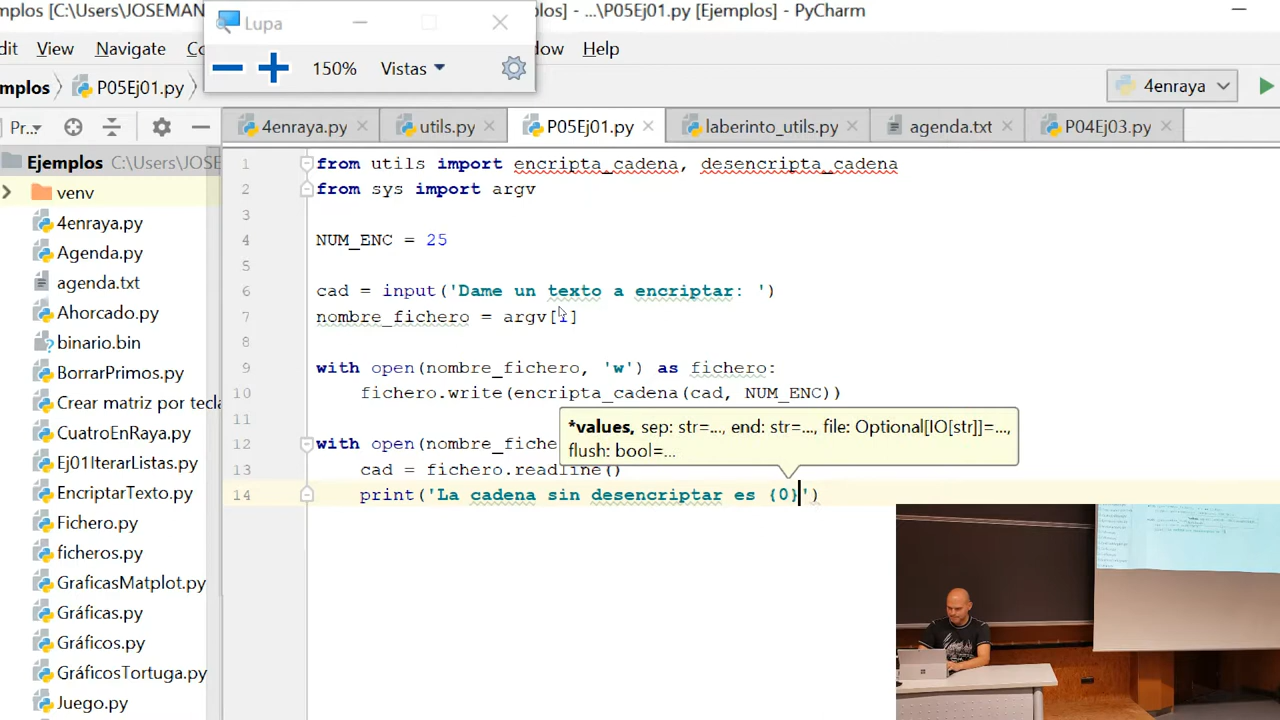 mplos [C:\Users\JOSEMAN
plos] - ...\P05Ej01.py [Ejemplos] - PyCharm
Lupa
dit View Navigate
dow Help
150% Vistas
mplos P05Ej01.py
4enraya
Pr...
4enraya.py utils.py P05Ej01.py laberinto_utils.py agenda.txt P04Ej03.py
Ejemplos C:\Users\JOSE
venv
4enraya.py
Agenda.py
agenda.txt
Ahorcado.py
binario.bin
BorrarPrimos.py
Crear matriz por tecla
CuatroEnRaya.py
Ej01IterarListas.py
EncriptarTexto.py
Fichero.py
ficheros.py
GraficasMatplot.py
Gráficas.py
Gráficos.py
GráficosTortuga.py
Juego.py
1 from utils import encripta_cadena, desencripta_cadena
2 from sys import argv
3
4 NUM_ENC = 25
5
6 cad = input('Dame un texto a encriptar: ')
7 nombre_fichero = argv[1]
8
9 with open(nombre_fichero, 'w') as fichero:
10 fichero.write(encripta_cadena(cad, NUM_ENC))
11
*values, sep: str=..., end: str=..., file: Optional[IO[str]]=...,
flush: bool=...
12 with open(nombre_fiche
13 cad = fichero.readline()
14 print('La cadena sin desencriptar es {0}')